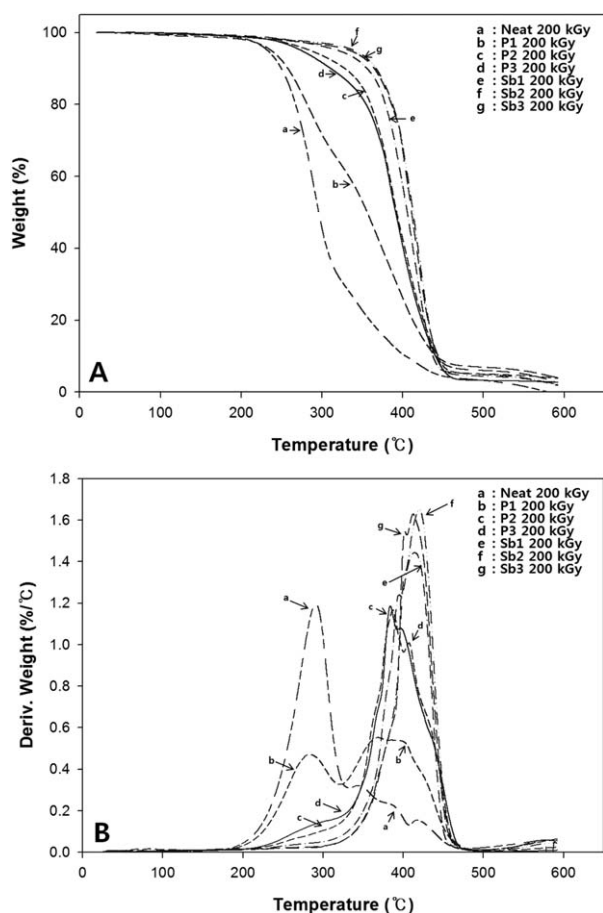 100
80
60
40
20
0
Weight (%)
A
a : Neat 200 kGy
b : P1 200 kGy
c : P2 200 kGy
d : P3 200 kGy
e : Sb1 200 kGy
f : Sb2 200 kGy
g : Sb3 200 kGy
f
g
d
c
e
a
b
0 100 200 300 400 500 600
Temperature (℃)
1.8
1.6
1.4
1.2
1.0
0.8
0.6
0.4
0.2
0.0
Deriv. Weight (%/℃)
B
a : Neat 200 kGy
b : P1 200 kGy
c : P2 200 kGy
d : P3 200 kGy
e : Sb1 200 kGy
f : Sb2 200 kGy
g : Sb3 200 kGy
f
g
e
a
c
d
b
b
d
c
a
0 100 200 300 400 500 600
Temperature (℃)